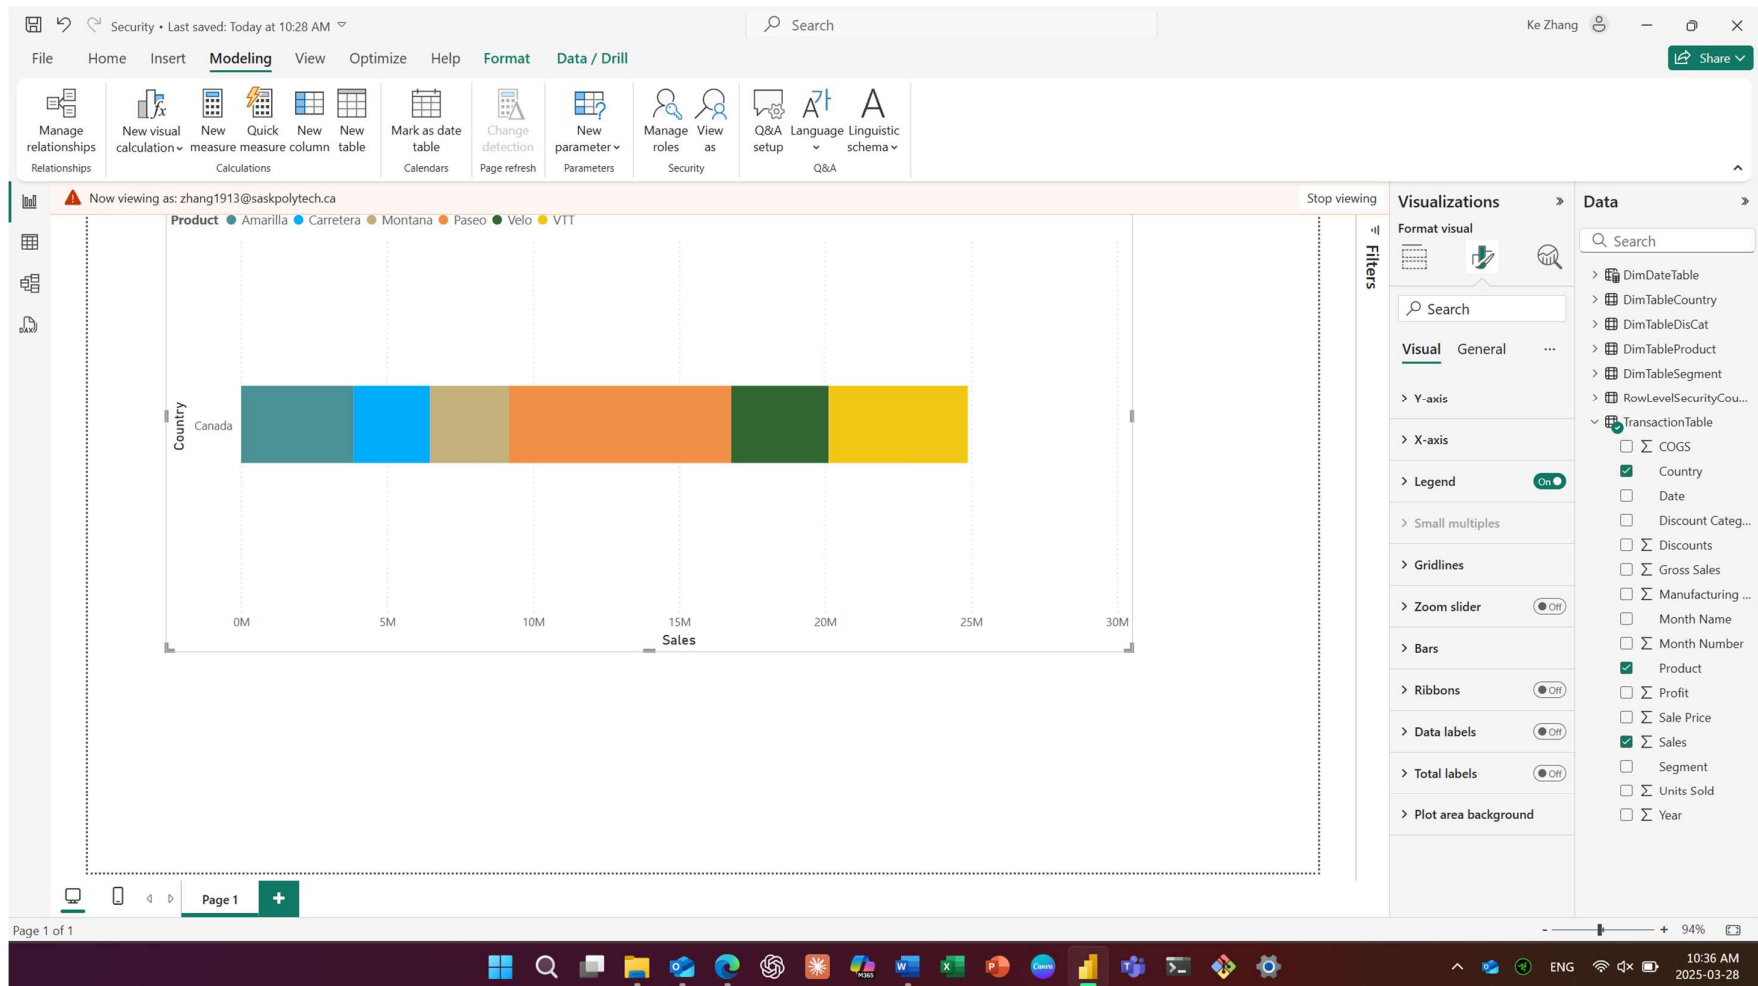 Security • Last saved: Today at 10:28 AM
Search
Ke Zhang
File Home Insert Modeling View Optimize Help Format Data / Drill
Share
Manage relationships
New visual calculation
New measure
Quick measure
New column
New table
Mark as date table
Change detection
New parameter
Manage roles
View as
Q&A setup
Language
Linguistic schema
Relationships
Calculations
Calendars
Page refresh
Parameters
Security
Q&A
Now viewing as: zhang1913@saskpolytech.ca
Stop viewing
Product Amarilla Carretera Montana Paseo Velo VTT
Country
Canada
0M 5M 10M 15M 20M 25M 30M
Sales
Filters
Visualizations
Format visual
Search
Visual General
Y-axis
X-axis
Legend On
Small multiples
Gridlines
Zoom slider Off
Bars
Ribbons Off
Data labels Off
Total labels Off
Plot area background
Data
Search
DimDateTable
DimTableCountry
DimTableDisCat
DimTableProduct
DimTableSegment
RowLevelSecurityCou...
TransactionTable
COGS
Country
Date
Discount Categ...
Discounts
Gross Sales
Manufacturing ...
Month Name
Month Number
Product
Profit
Sale Price
Sales
Segment
Units Sold
Year
DAX
Page 1
Page 1 of 1
94%
M365
Canva
ENG
10:36 AM
2025-03-28